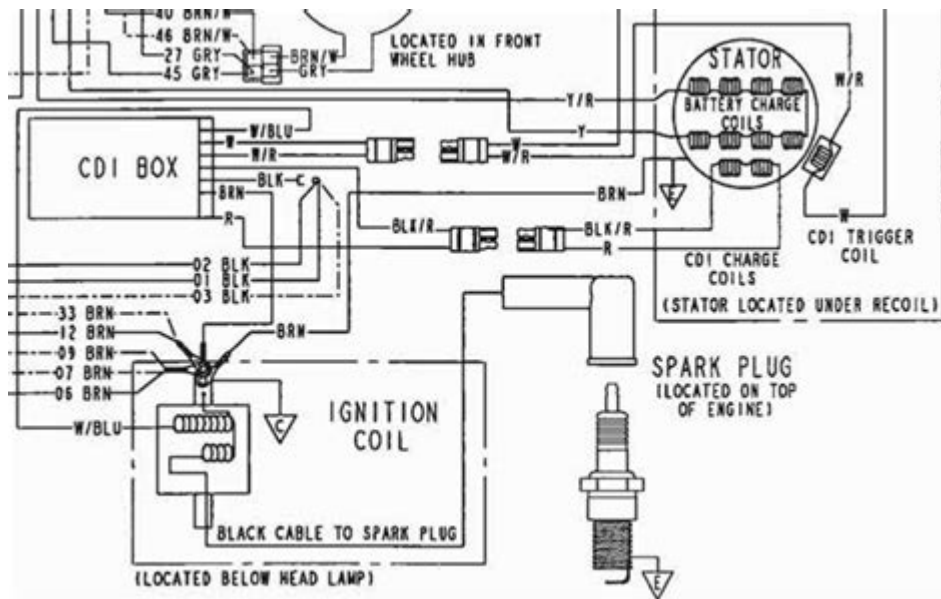 40 BRN/W
46 BRN/W
27 GRY
45 GRY
BRN/W
GRY
LOCATED IN FRONT
WHEEL HUB
STATOR
BATTERY CHARGE
COILS
W/R
Y/R
Y
CDI BOX
W/BLU
W
W/R
BLK
C
BRN
R
W
W/R
BRN
E
BLK/R
BLK/R
R
W
CDI TRIGGER
COIL
CDI CHARGE
COILS
(STATOR LOCATED UNDER RECOIL)
02 BLK
01 BLK
03 BLK
33 BRN
12 BRN
09 BRN
07 BRN
06 BRN
BRN
W/BLU
C
IGNITION
COIL
SPARK PLUG
(LOCATED ON TOP
OF ENGINE)
BLACK CABLE TO SPARK PLUG
(LOCATED BELOW HEAD LAMP)
E